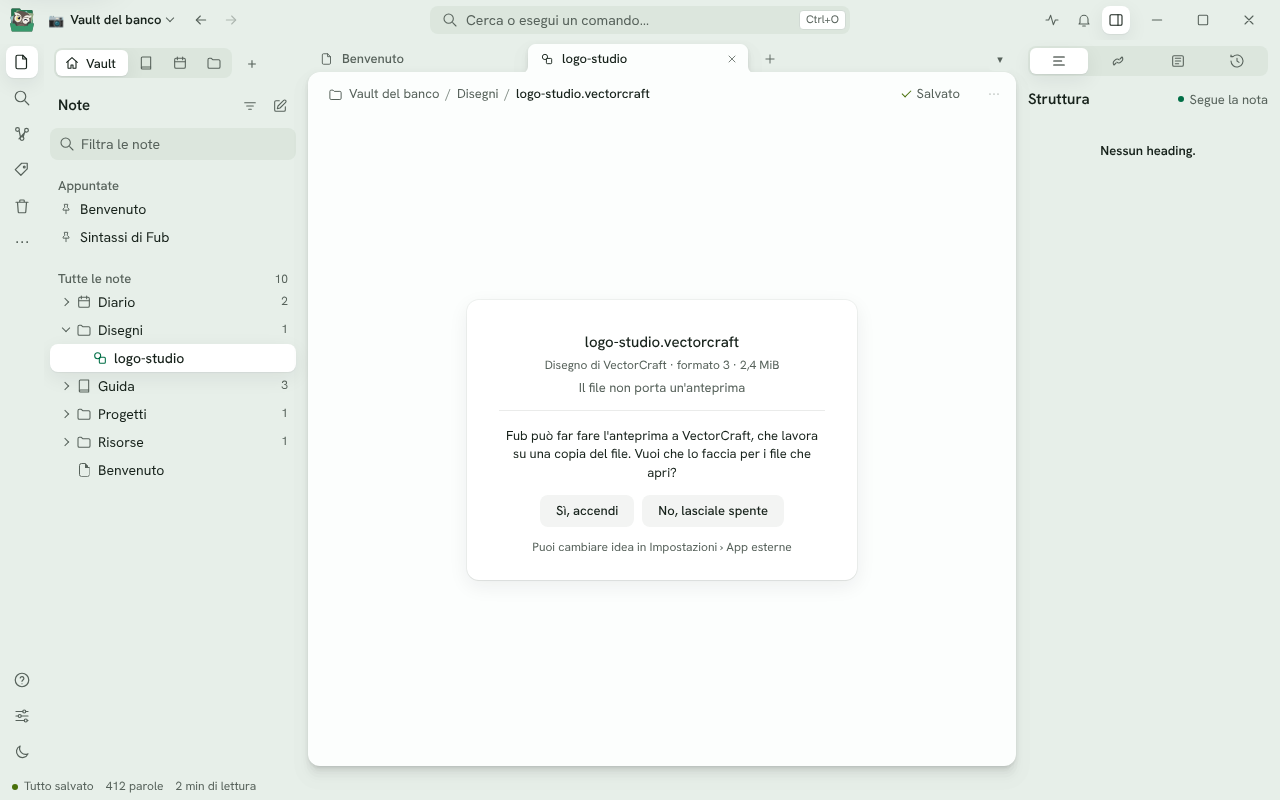 Vault del banco
Cerca o esegui un comando…
Ctrl+O
Vault
Benvenuto
logo-studio
Note
Filtra le note
Appuntate
Benvenuto
Sintassi di Fub
Tutte le note 10
Diario 2
Disegni 1
logo-studio
Guida 3
Progetti 1
Risorse 1
Benvenuto
Vault del banco / Disegni / logo-studio.vectorcraft
Salvato
logo-studio.vectorcraft
Disegno di VectorCraft · formato 3 · 2,4 MiB
Il file non porta un'anteprima
Fub può far fare l'anteprima a VectorCraft, che lavora
su una copia del file. Vuoi che lo faccia per i file che
apri?
Sì, accendi
No, lasciale spente
Puoi cambiare idea in Impostazioni › App esterne
Struttura
Segue la nota
Nessun heading.
Tutto salvato 412 parole 2 min di lettura